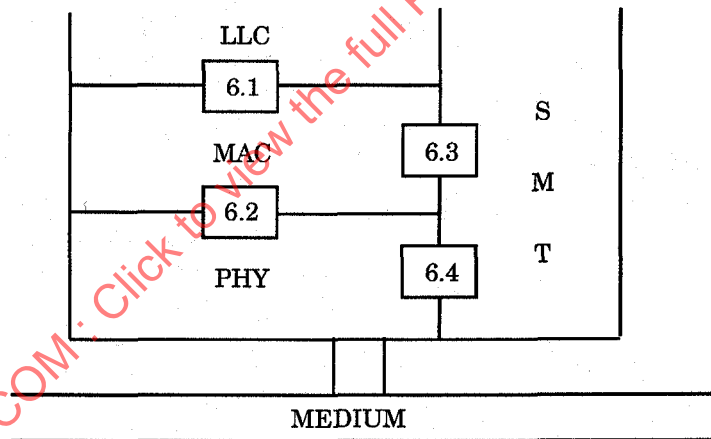 LLC
6.1
S
6.3
MAC
M
6.2
T
6.4
PHY
MEDIUM
COM : Click to view the full